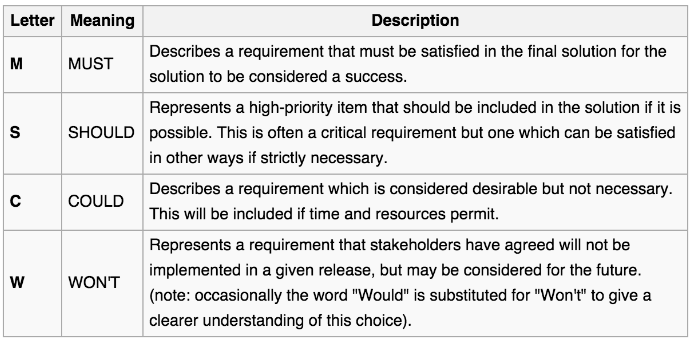 Letter Meaning Description
M MUST Describes a requirement that must be satisfied in the final solution for the
solution to be considered a success.
S SHOULD Represents a high-priority item that should be included in the solution if it is
possible. This is often a critical requirement but one which can be satisfied
in other ways if strictly necessary.
C COULD Describes a requirement which is considered desirable but not necessary.
This will be included if time and resources permit.
W WON'T Represents a requirement that stakeholders have agreed will not be
implemented in a given release, but may be considered for the future.
(note: occasionally the word "Would" is substituted for "Won't" to give a
clearer understanding of this choice).